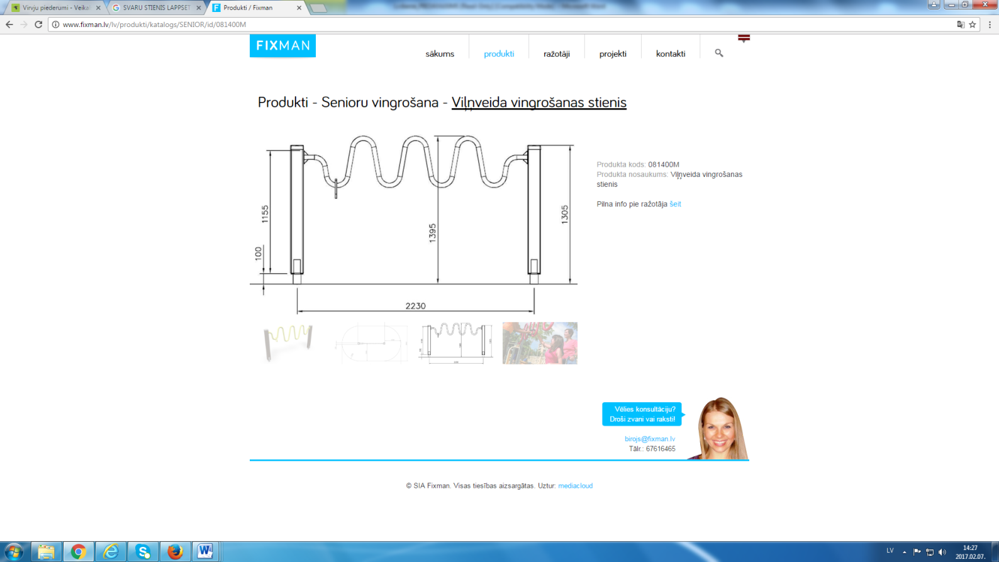 Virvju piederumi - Veikal
SVARU STIENIS LAPPSET
Produkti / Fixman
www.fixman.lv/lv/produkti/katalogs/SENIOR/id/081400M
FIXMAN
sākums
produkti
ražotāji
projekti
kontakti
Produkti - Senioru vingrošana - Viļņveida vingrošanas stienis
1155
100
1395
1305
2230
Produkta kods: 081400M
Produkta nosaukums: Viļņveida vingrošanas
stienis
Pilna info pie ražotāja šeit
Vēlies konsultāciju?
Droši zvani vai raksti!
birojs@fixman.lv
Tālr.: 67616465
© SIA Fixman. Visas tiesības aizsargātas. Uztur: mediacloud
LV
14:27
2017.02.07.